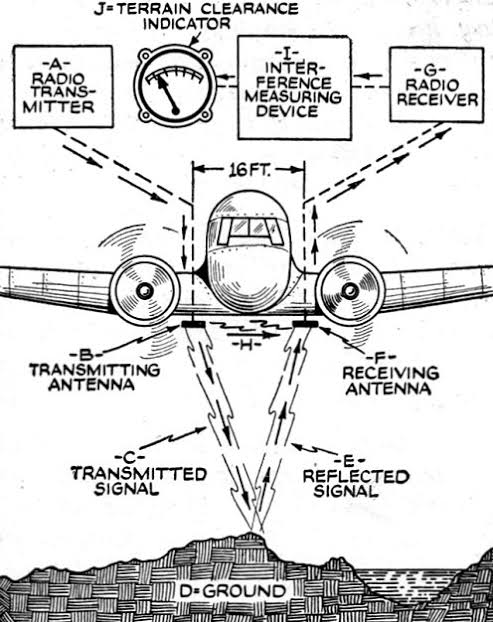 J=TERRAIN CLEARANCE
INDICATOR
-A-
RADIO
TRANS-
MITTER
-I-
INTER-
FERENCE
MEASURING
DEVICE
-G-
RADIO
RECEIVER
16 FT.
-B-
TRANSMITTING
ANTENNA
-H-
-F-
RECEIVING
ANTENNA
-C-
TRANSMITTED
SIGNAL
-E-
REFLECTED
SIGNAL
D=GROUND